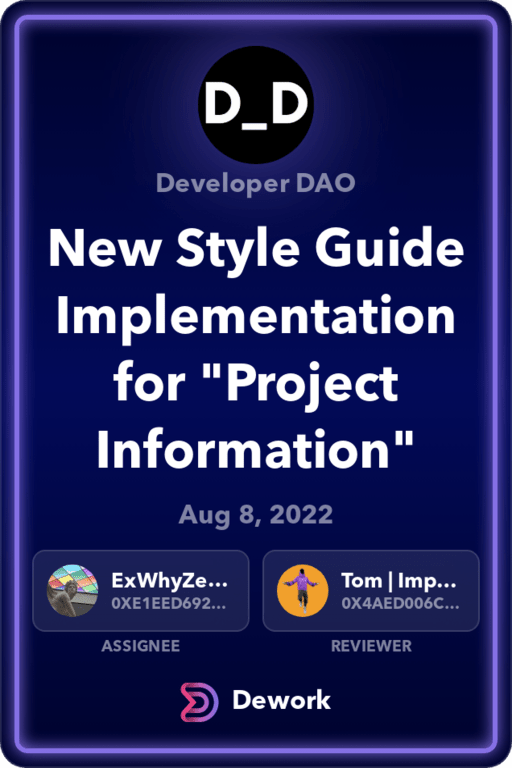 D_D
Developer DAO
New Style Guide
Implementation
for "Project
Information"
Aug 8, 2022
ExWhyZe...
0XE1EED692...
ASSIGNEE
Tom | Imp...
0X4AED006C...
REVIEWER
Dework